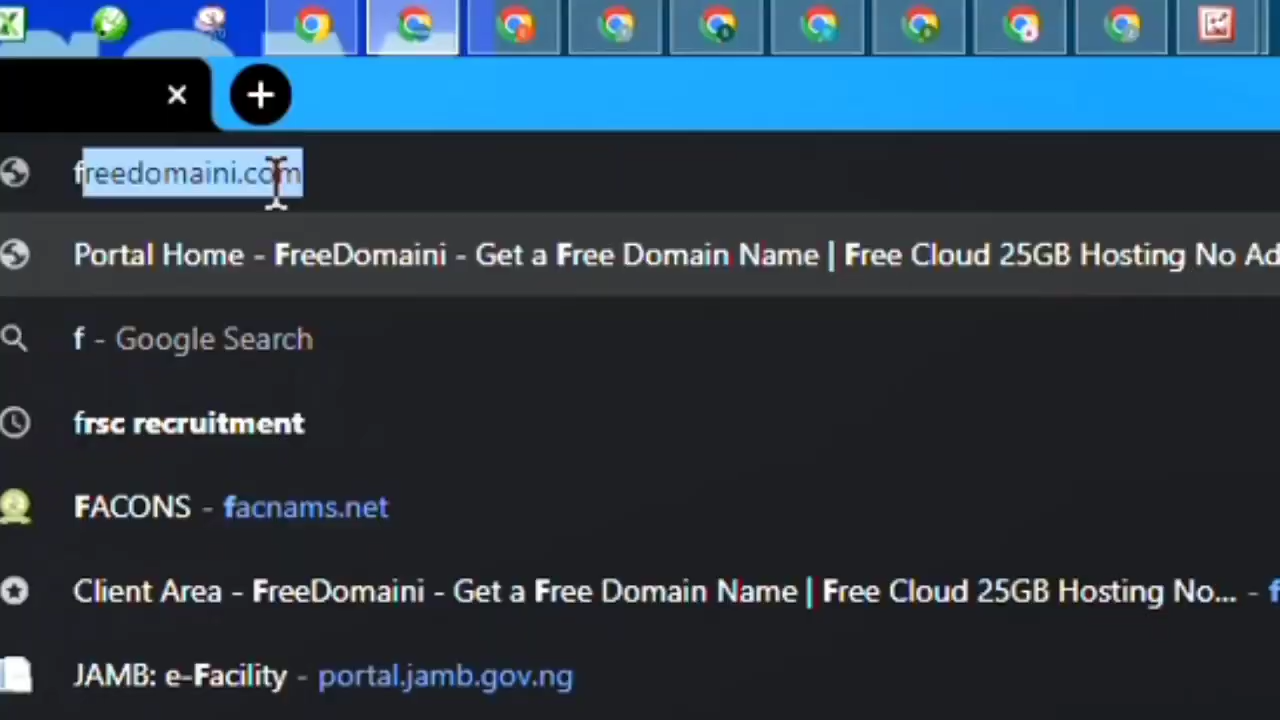 freedomaini.com
Portal Home - FreeDomaini - Get a Free Domain Name | Free Cloud 25GB Hosting No Ad
f - Google Search
frsc recruitment
FACONS - facnams.net
Client Area - FreeDomaini - Get a Free Domain Name | Free Cloud 25GB Hosting No... - f
JAMB: e-Facility - portal.jamb.gov.ng